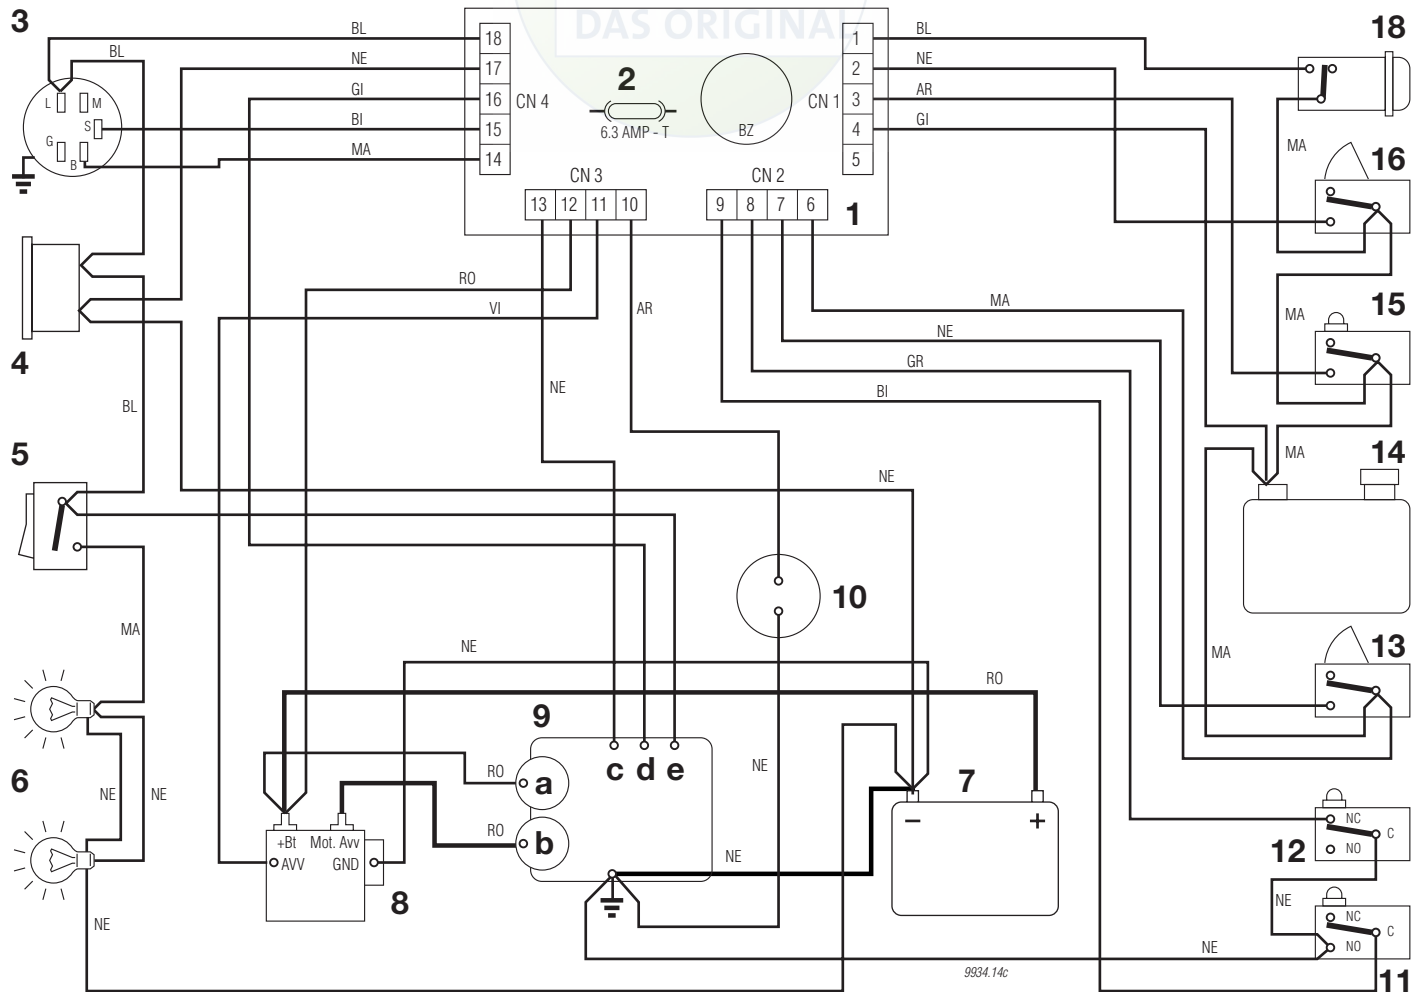 DAS ORIGINAL
3
BL
18
1
BL
18
BL
NE
17
2
NE
L
M
GI
16
CN 4
2
CN 1
3
AR
S
BI
15
6.3 AMP - T
BZ
4
GI
G
B
MA
14
5
MA
16
CN 3
CN 2
13
12
11
10
9
8
7
6
1
RO
MA
VI
AR
NE
MA
15
4
GR
NE
BI
BL
5
NE
MA
14
10
MA
NE
RO
MA
13
9
c d e
NE
7
RO
a
6
NE
NE
RO
b
NE
−
+
+Bt
Mot. Avv
AVV
GND
8
NC
C
NO
12
NE
NE
NC
C
NO
NE
9934.14c
11